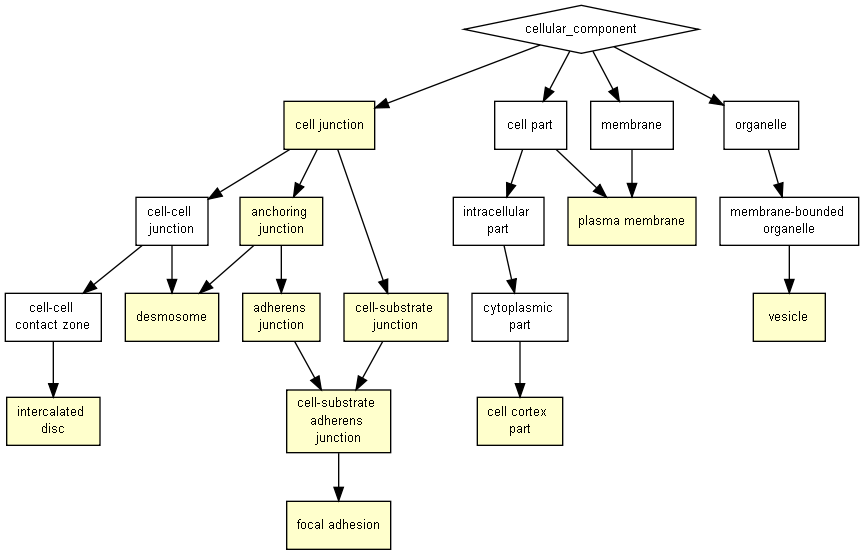 cellular_component
cell junction
cell part
membrane
organelle
cell-cell
junction
anchoring
junction
intracellular
part
plasma membrane
membrane-bounded
organelle
cell-cell
contact zone
desmosome
adherens
junction
cell-substrate
junction
cytoplasmic
part
vesicle
intercalated
disc
cell-substrate
adherens
junction
cell cortex
part
focal adhesion